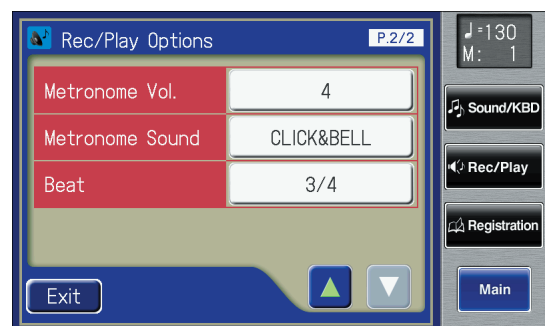 Rec/Play Options
P.2/2
Metronome Vol.
4
Metronome Sound
CLICK&BELL
Beat
3/4
Exit
♩=130
M: 1
Sound/KBD
Rec/Play
Registration
Main